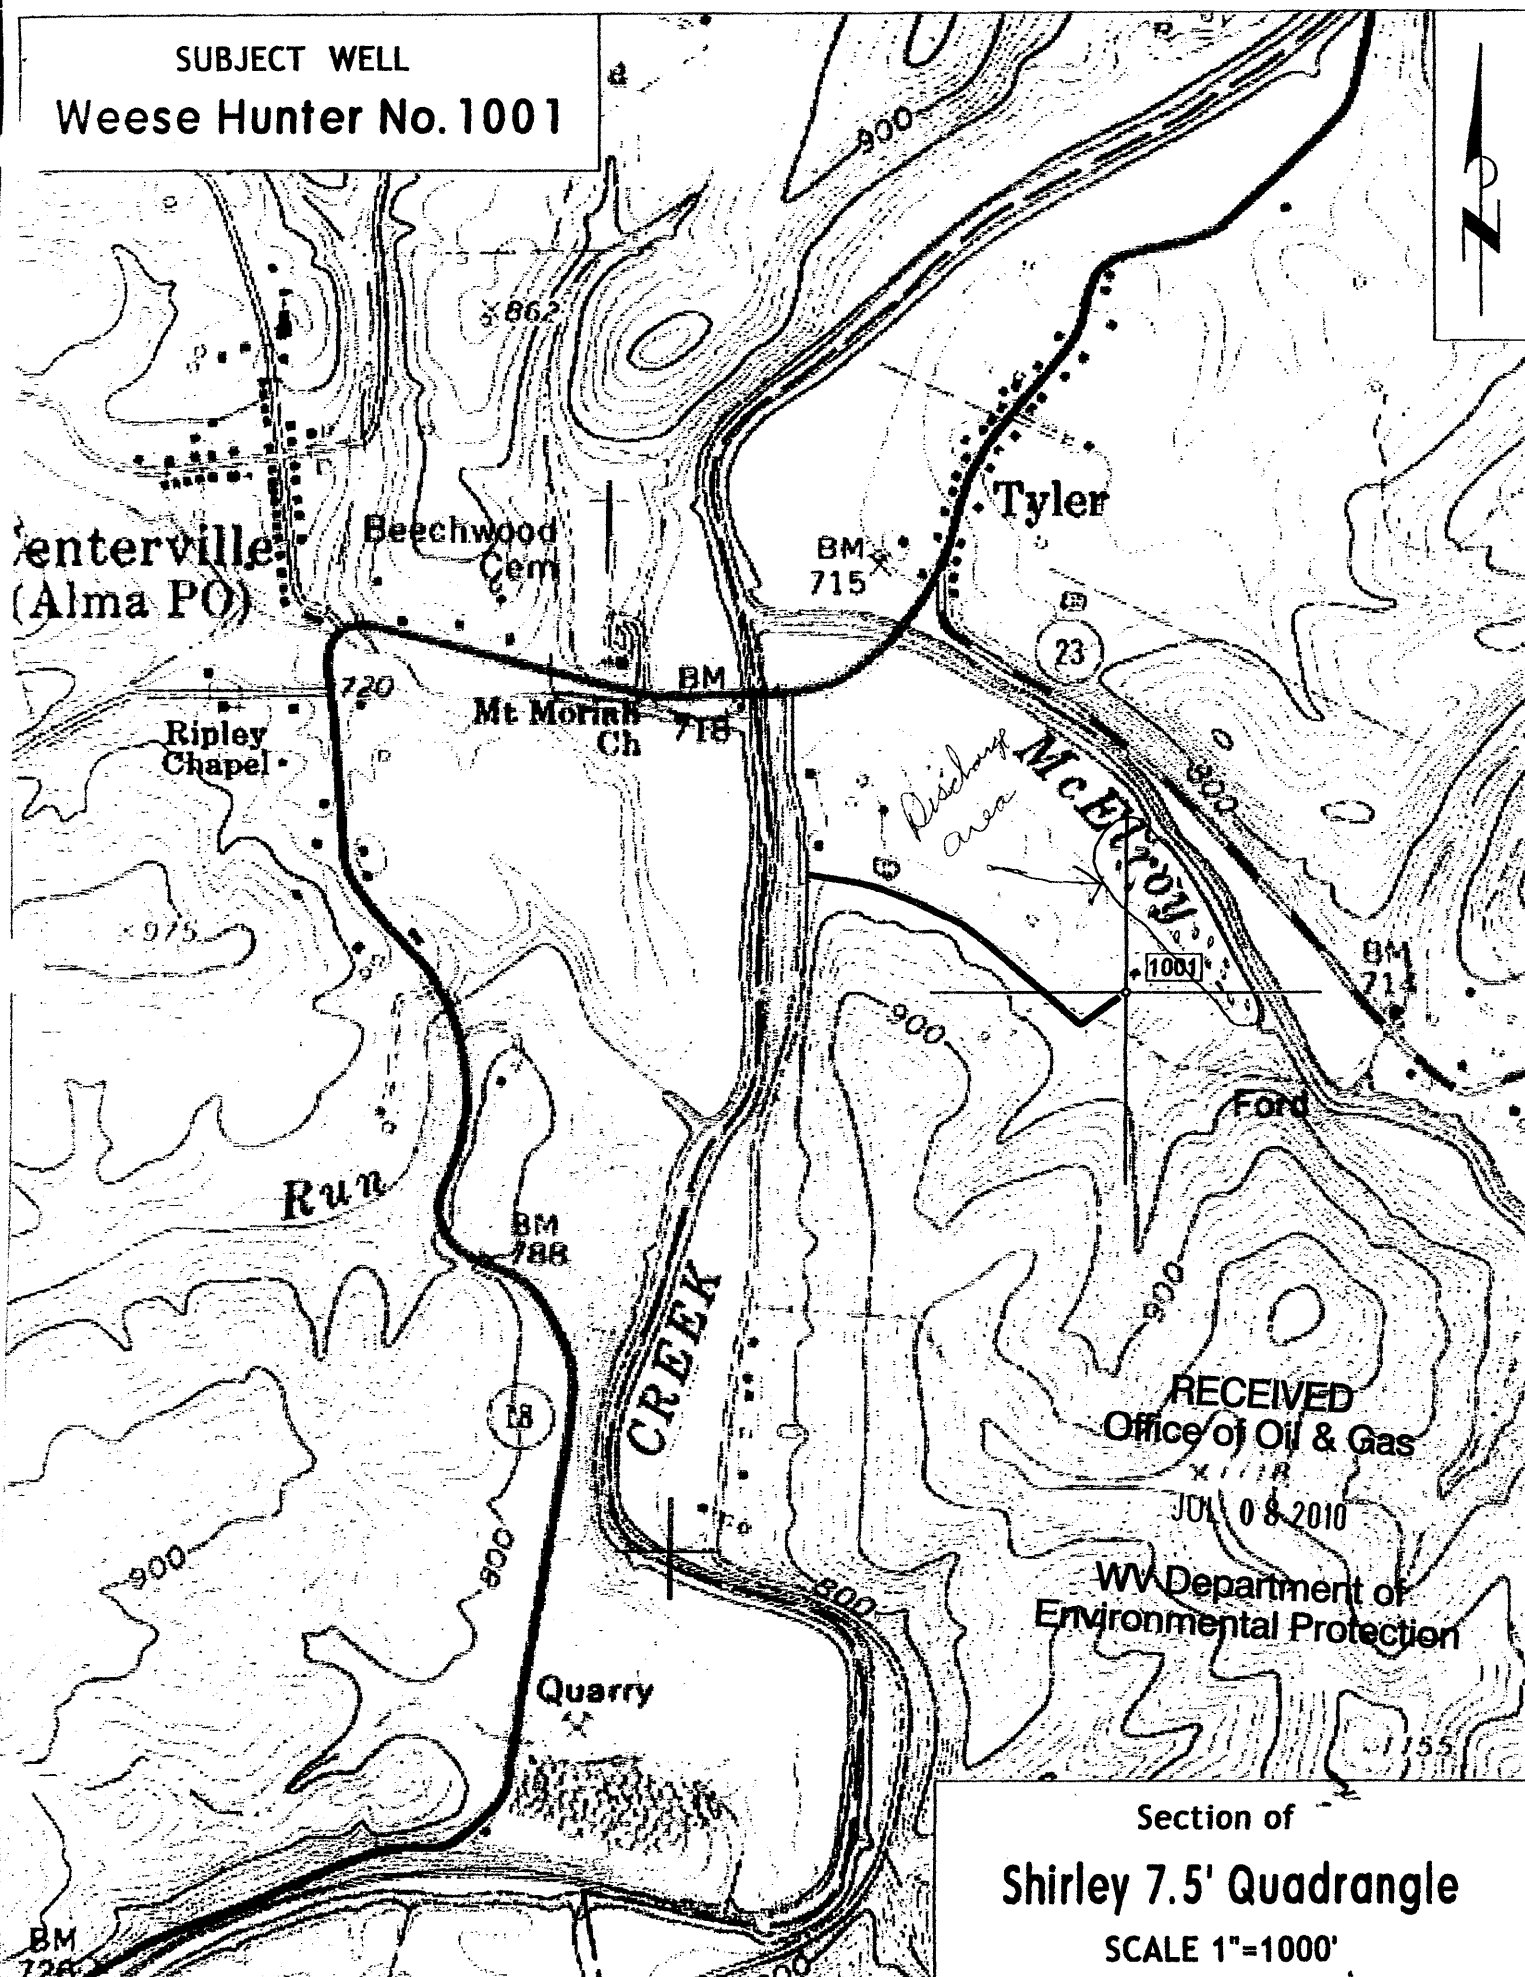 SUBJECT WELL
Weese Hunter No. 1001
900
862
Tyler
Beechwood
Cem
enterville
(Alma PO)
BM
715
23
720
BM
718
Mt Moriah
Ch
Ripley
Chapel
Discharge
area
McElroy
800
975
1001
BM
900
Ford
Run
BM
788
CREEK
900
18
RECEIVED
Office of Oil & Gas
JUL 08 2010
WV Department of
Environmental Protection
900
800
800
Quarry
Section of
Shirley 7.5' Quadrangle
SCALE 1"=1000'
BM